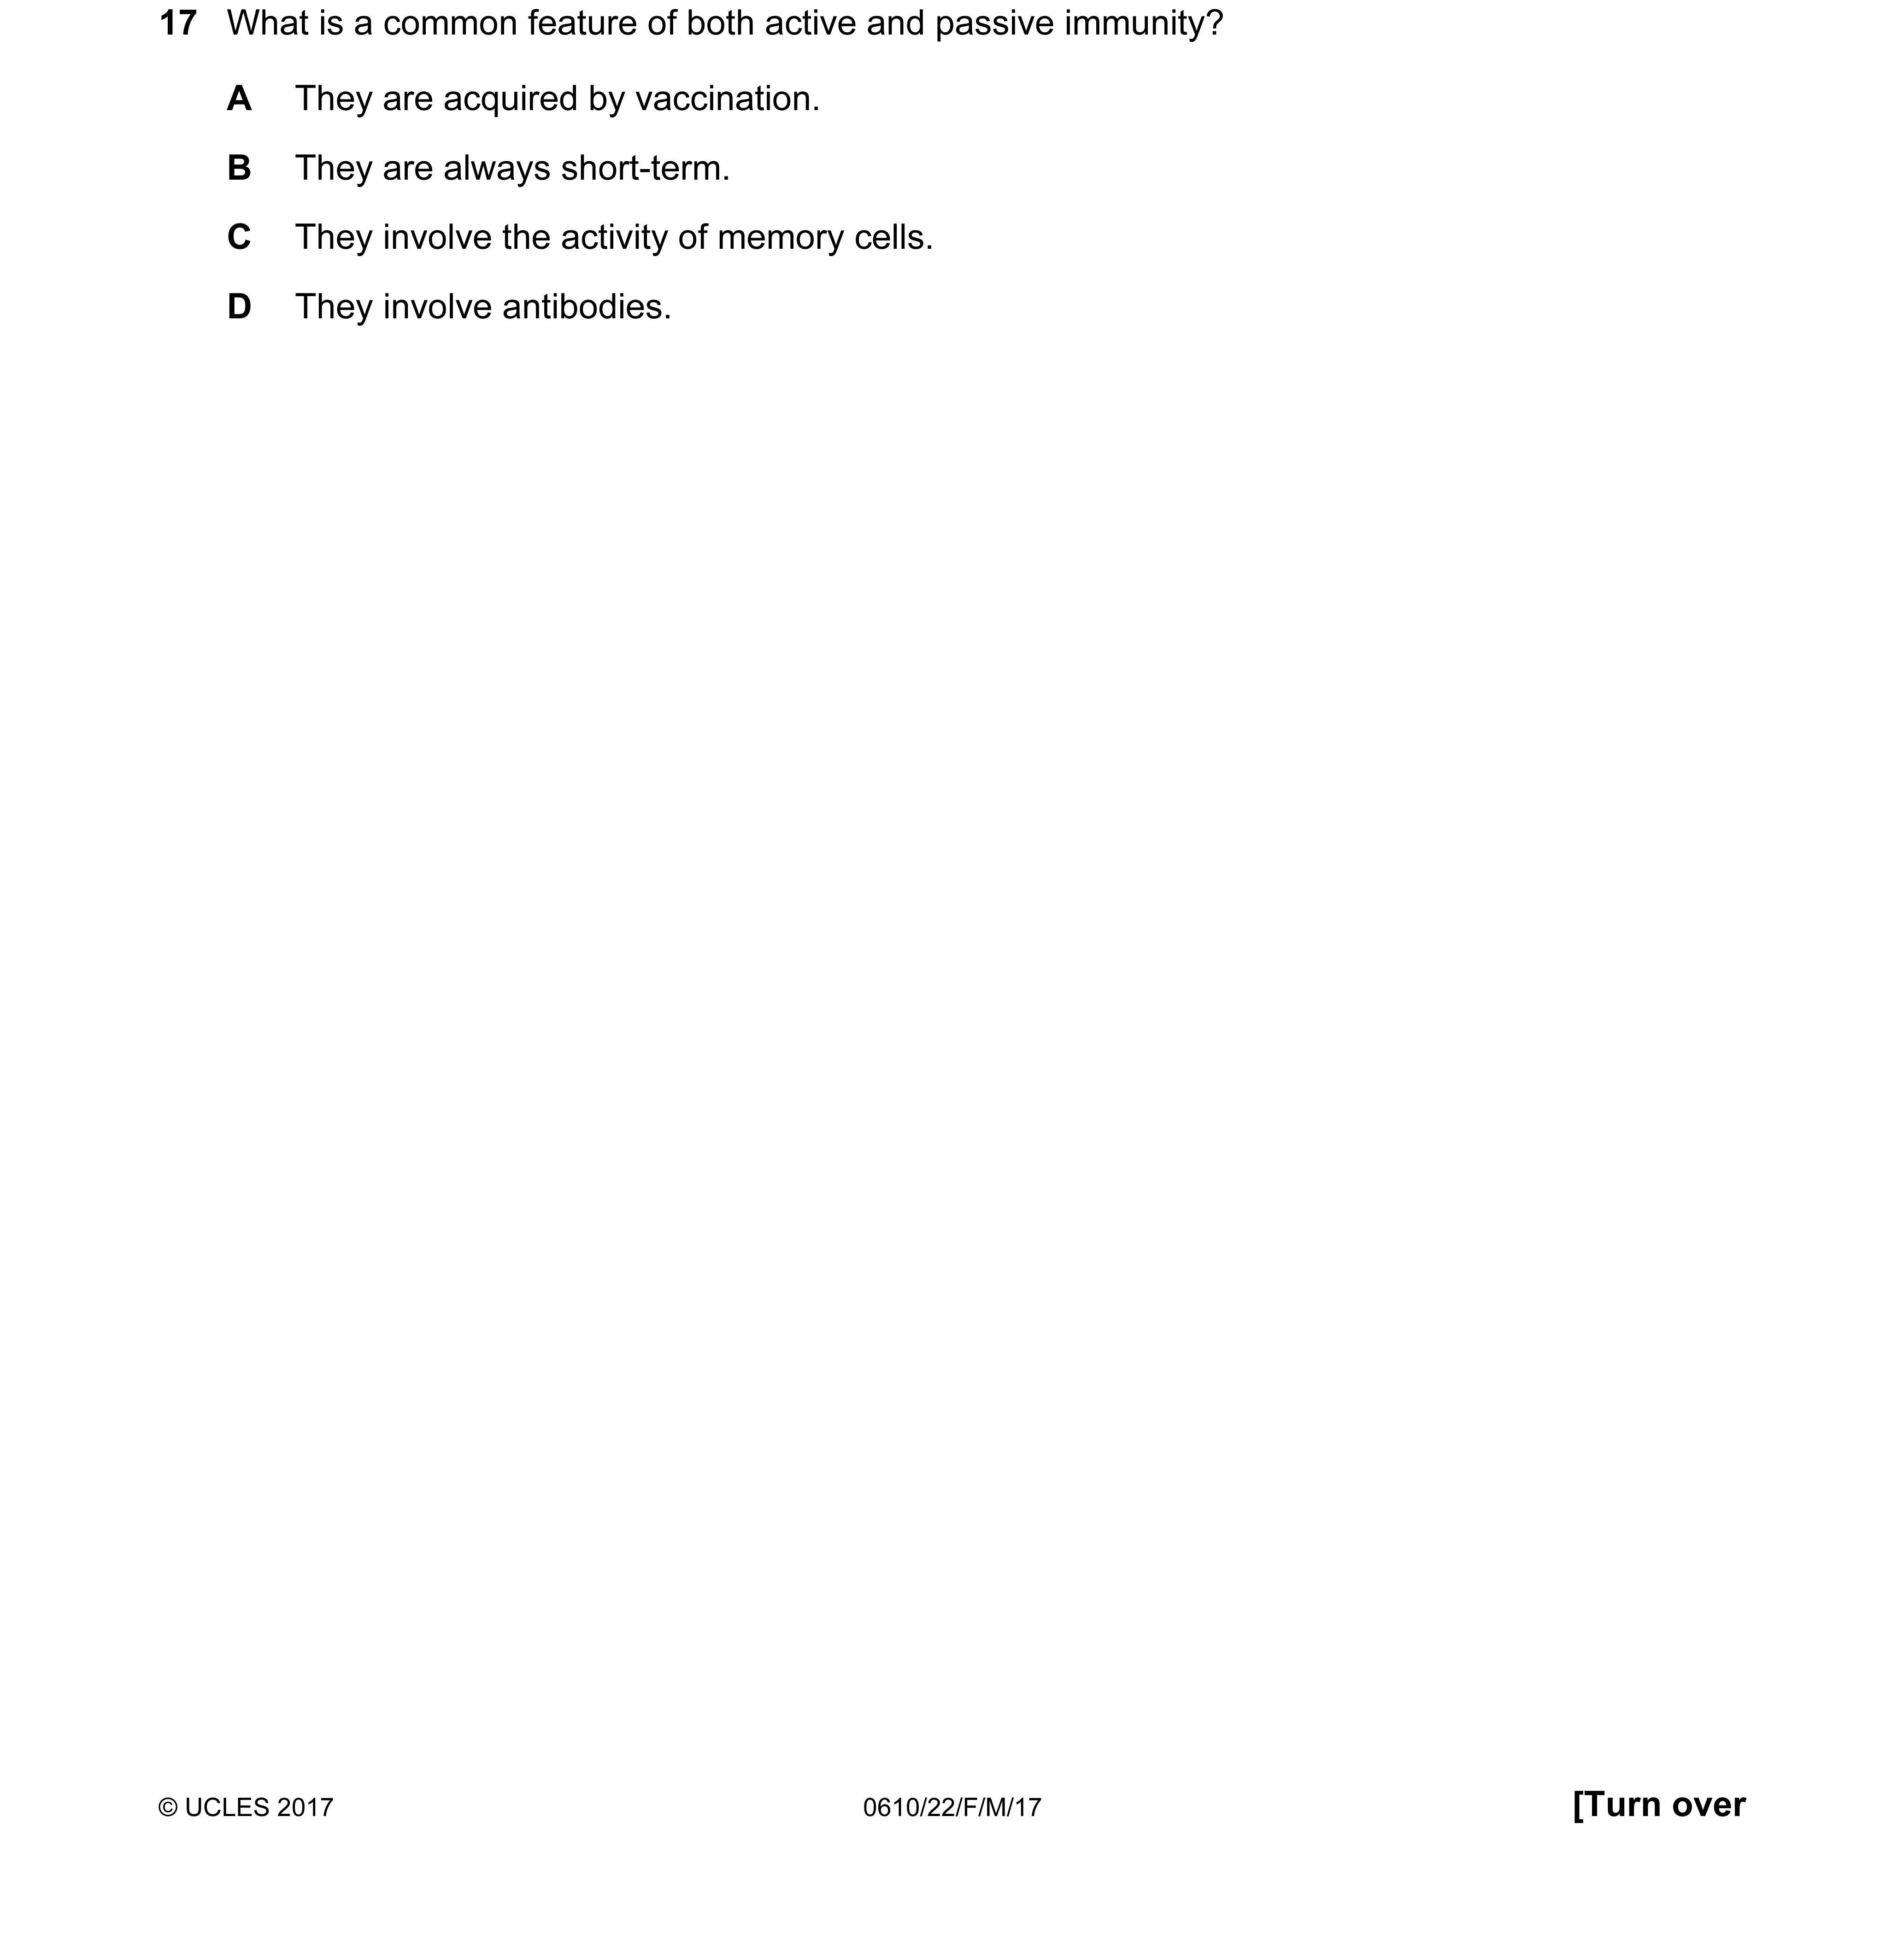 17 What is a common feature of both active and passive immunity?
A They are acquired by vaccination.
B They are always short-term.
C They involve the activity of memory cells.
D They involve antibodies.
© UCLES 2017 0610/22/F/M/17 [Turn over